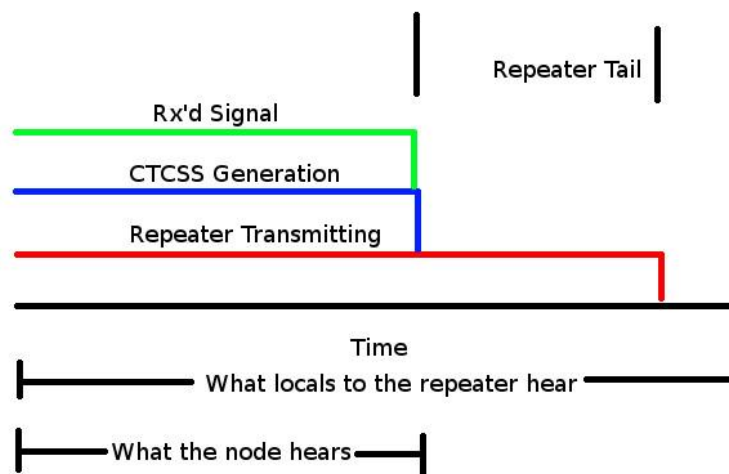 Repeater Tail
Rx'd Signal
CTCSS Generation
Repeater Transmitting
Time
What locals to the repeater hear
What the node hears